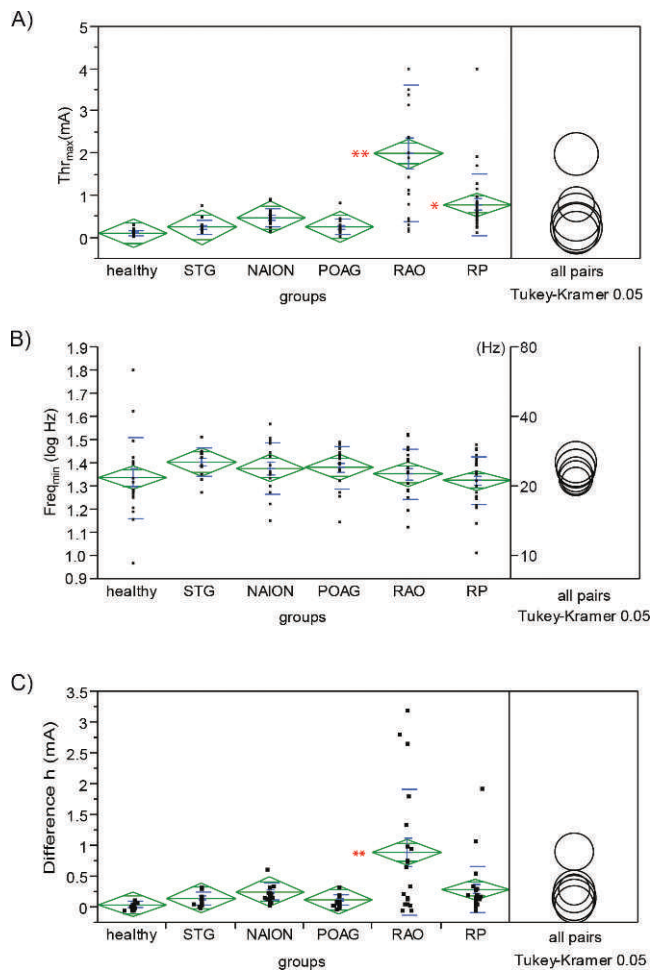 A)
5
4
3
2
1
0
Thr_max(mA)
**
*
healthy STG NAION POAG RAO RP all pairs
groups Tukey-Kramer 0.05
B)
1.9 (Hz) 80
1.8
1.7
1.6 40
1.5
1.4
1.3 20
1.2
1.1
1.0 10
0.9
Freq_min (log Hz)
healthy STG NAION POAG RAO RP all pairs
groups Tukey-Kramer 0.05
C)
3.5
3
2.5
2
1.5
1
0.5
0
Difference h (mA)
**
healthy STG NAION POAG RAO RP all pairs
groups Tukey-Kramer 0.05